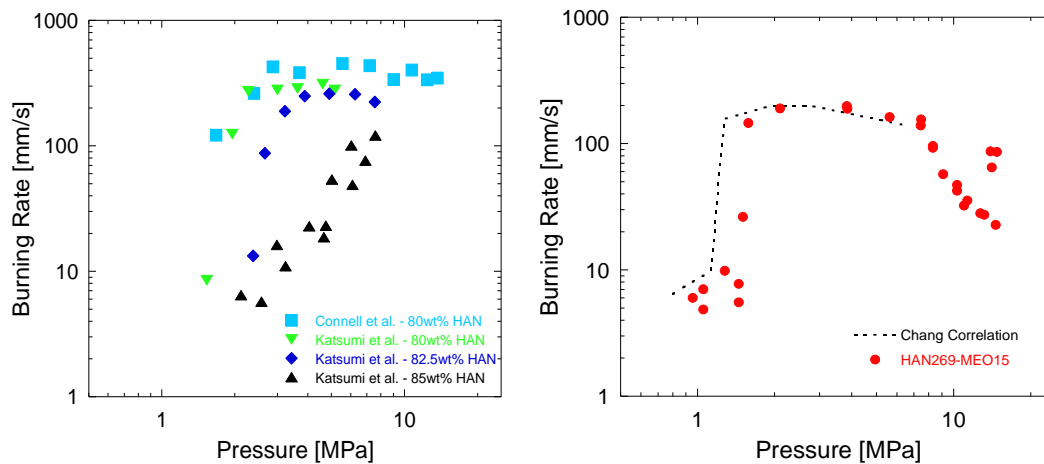 1000
100
10
1
Burning Rate [mm/s]
1
10
Pressure [MPa]
Connell et al. - 80wt% HAN
Katsumi et al. - 80wt% HAN
Katsumi et al. - 82.5wt% HAN
Katsumi et al. - 85wt% HAN
1000
100
10
1
Burning Rate [mm/s]
1
10
Pressure [MPa]
Chang Correlation
HAN269-MEO15